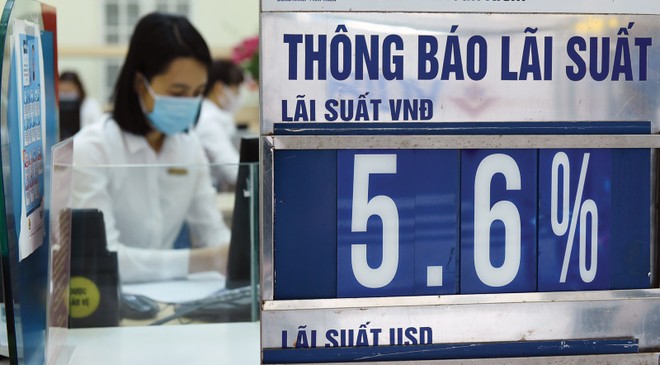 THÔNG BÁO LÃI SUẤT
LÃI SUẤT VNĐ
5.6%
LÃI SUẤT USD